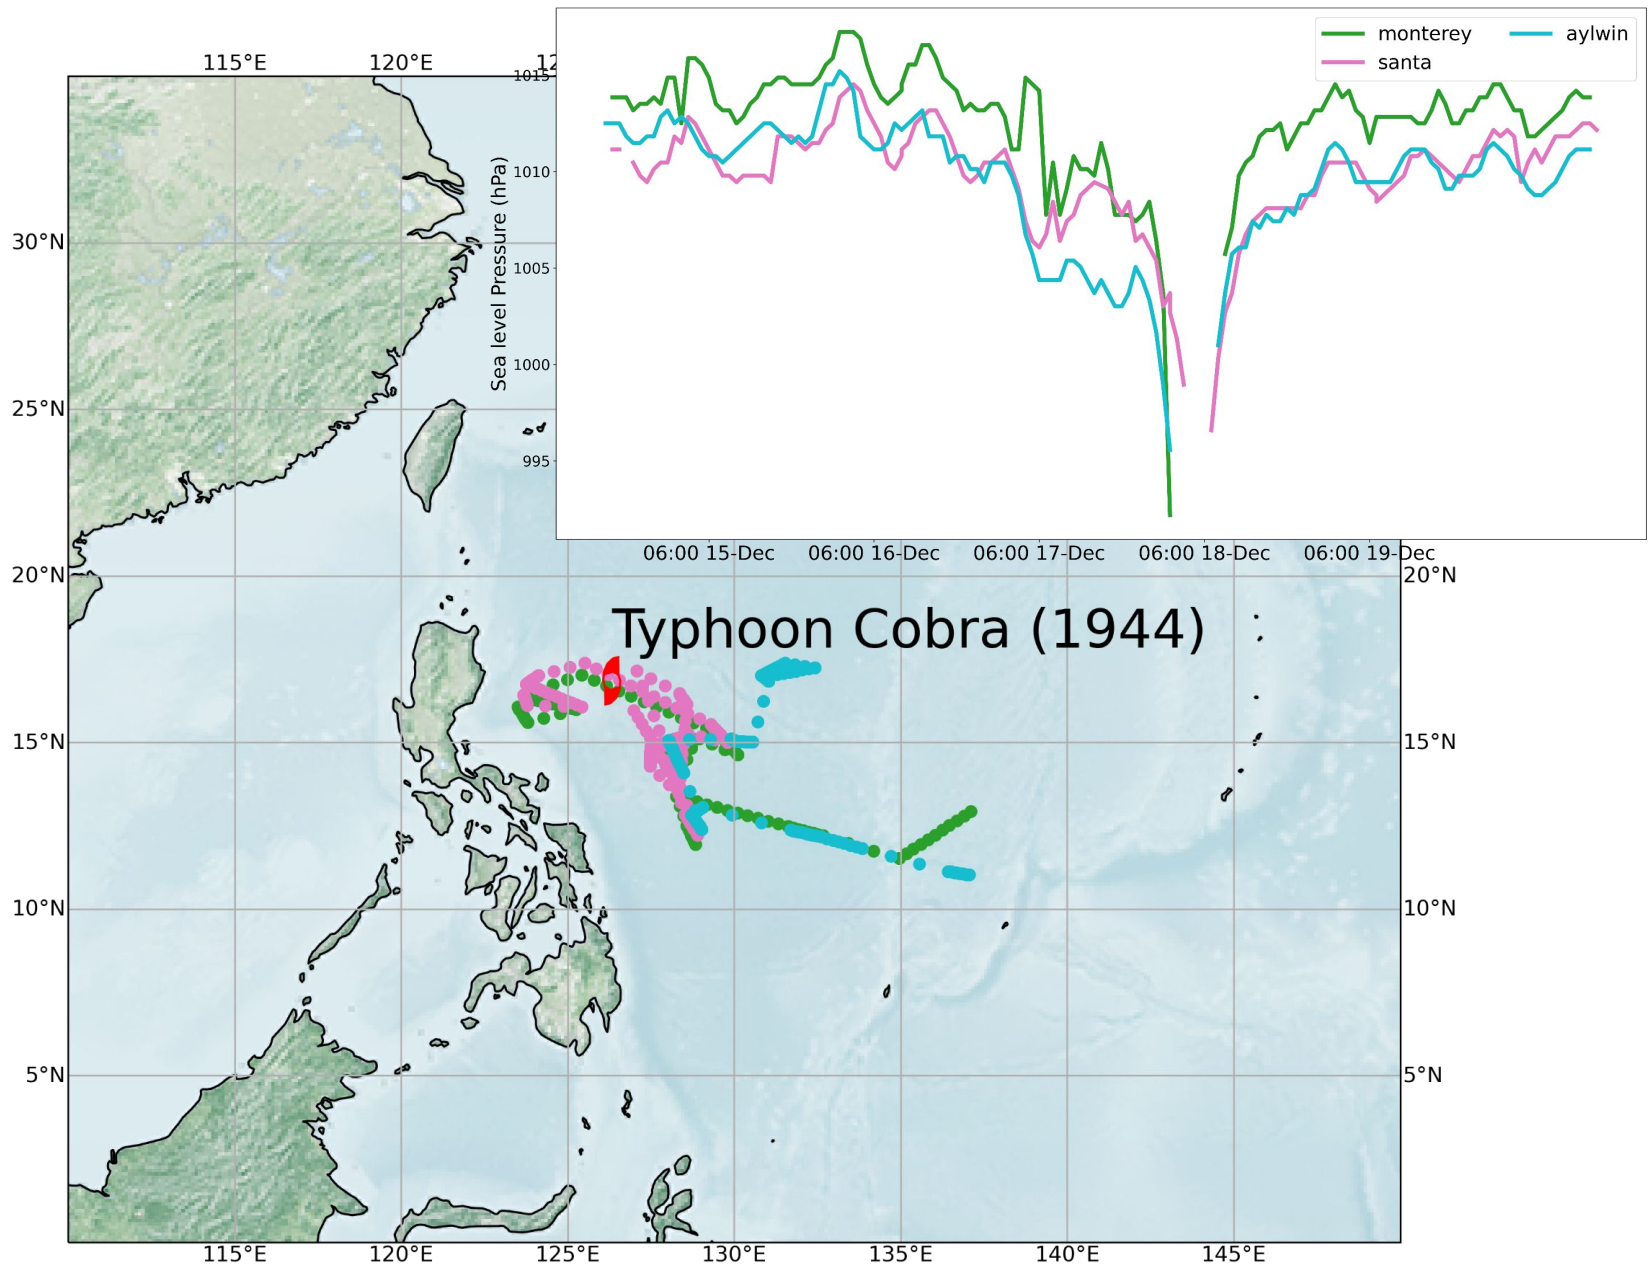 115°E 120°E 12
monterey aylwin
santa
1015
1010
1005
1000
995
Sea level Pressure (hPa)
06:00 15-Dec 06:00 16-Dec 06:00 17-Dec 06:00 18-Dec 06:00 19-Dec
Typhoon Cobra (1944)
30°N
25°N
20°N 20°N
15°N 15°N
10°N 10°N
5°N 5°N
115°E 120°E 125°E 130°E 135°E 140°E 145°E